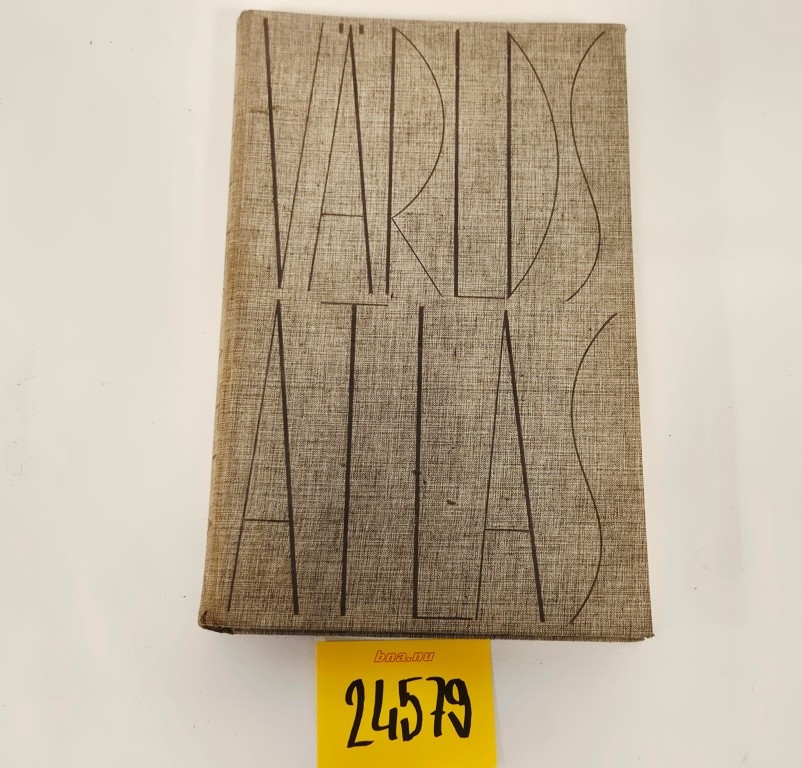 VÄRLDS
ATLAS
bna.nu
24579